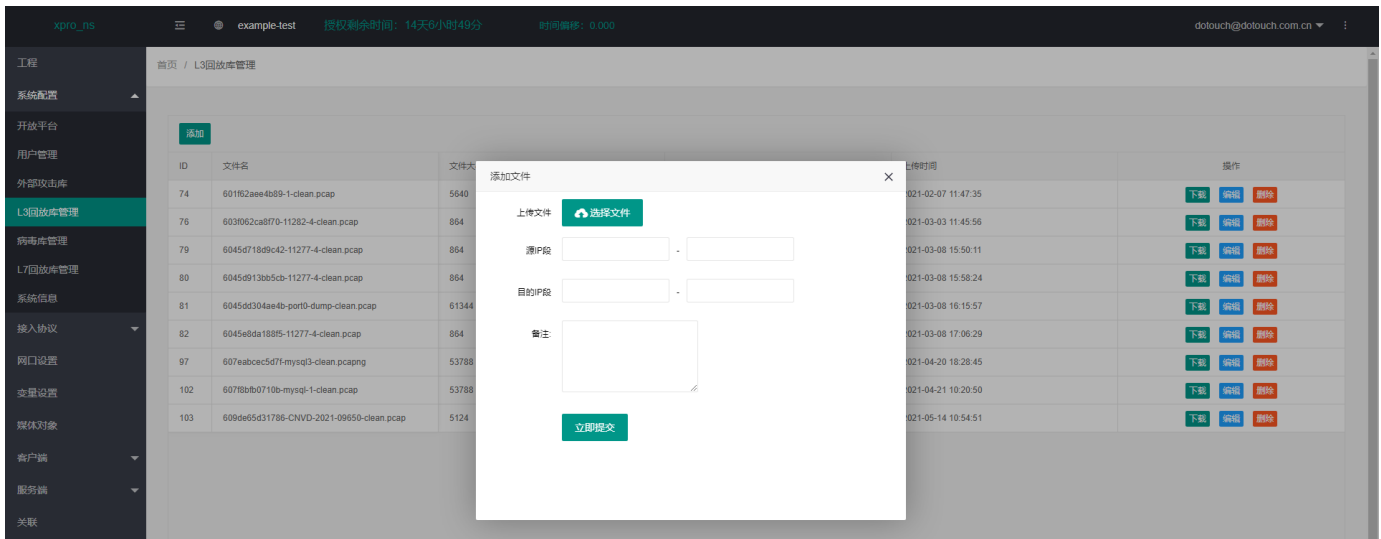 xpro_ns
example-test 授权剩余时间：14天6小时49分 时间偏移：0.000 dotouch@dotouch.com.cn
工程
系统配置
开放平台
用户管理
外部攻击库
L3回放库管理
病毒库管理
L7回放库管理
系统信息
接入协议
网口设置
变量设置
媒体对象
客户端
服务端
关联
首页 / L3回放库管理
添加
ID 文件名 文件大 上传时间 操作
74 601f62aee4b89-1-clean.pcap 5640 2021-02-07 11:47:35 下载 编辑 删除
76 603f062ca8f70-11282-4-clean.pcap 864 2021-03-03 11:45:56 下载 编辑 删除
79 6045d718d9c42-11277-4-clean.pcap 864 2021-03-08 15:50:11 下载 编辑 删除
80 6045d913bb5cb-11277-4-clean.pcap 864 2021-03-08 15:58:24 下载 编辑 删除
81 6045dd304ae4b-port0-dump-clean.pcap 61344 2021-03-08 16:15:57 下载 编辑 删除
82 6045e8da188f5-11277-4-clean.pcap 864 2021-03-08 17:06:29 下载 编辑 删除
97 607eabcec5d7f-mysql3-clean.pcapng 53788 2021-04-20 18:28:45 下载 编辑 删除
102 607f8bfb0710b-mysql-1-clean.pcap 53788 2021-04-21 10:20:50 下载 编辑 删除
103 609de65d31786-CNVD-2021-09650-clean.pcap 5124 2021-05-14 10:54:51 下载 编辑 删除
添加文件
上传文件 选择文件
源IP段 -
目的IP段 -
备注:
立即提交